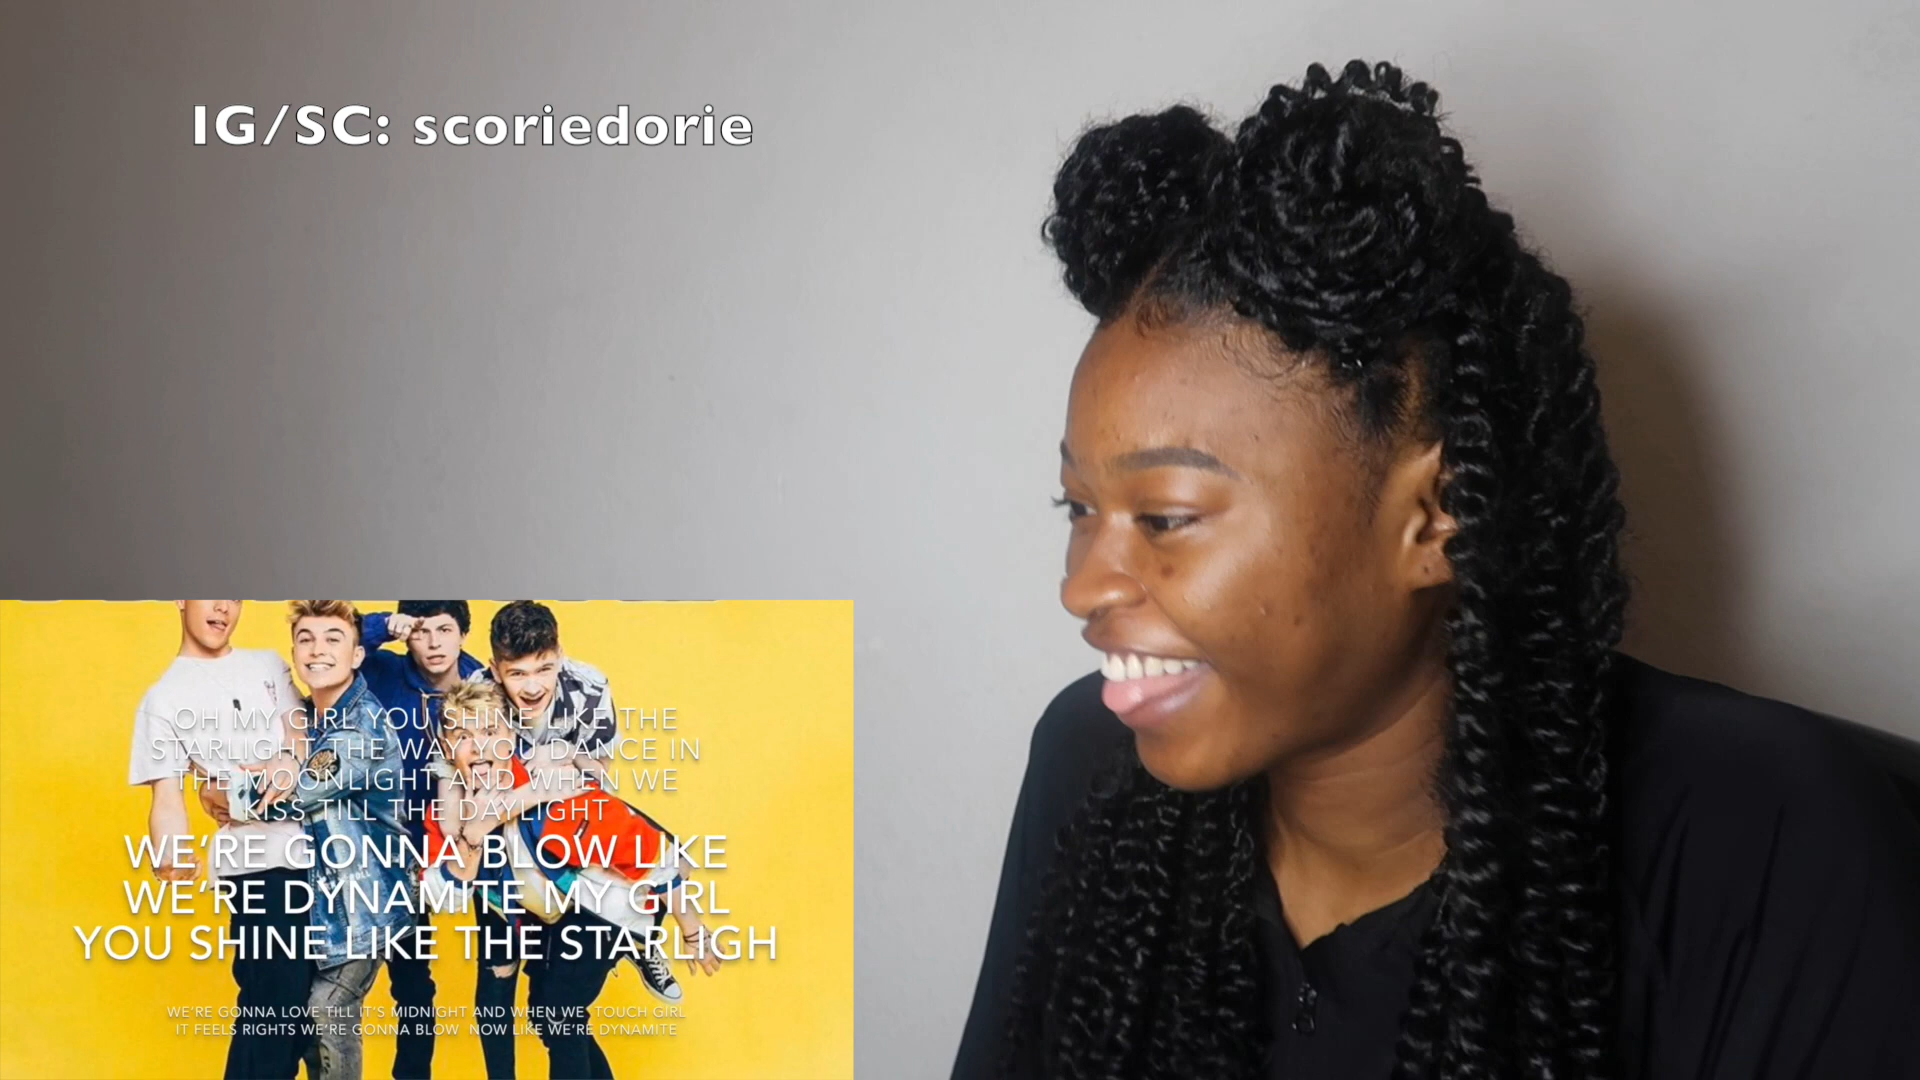 IG/SC: scoriedorie
OH MY GIRL YOU SHINE LIKE THE
STARLIGHT THE WAY YOU DANCE IN
THE MOONLIGHT AND WHEN WE
KISS TILL THE DAYLIGHT
WE'RE GONNA BLOW LIKE
WE'RE DYNAMITE MY GIRL
YOU SHINE LIKE THE STARLIGH
WE'RE GONNA LOVE TILL IT'S MIDNIGHT AND WHEN WE TOUCH GIRL
IT FEELS RIGHTS WE'RE GONNA BLOW NOW LIKE WE'RE DYNAMITE